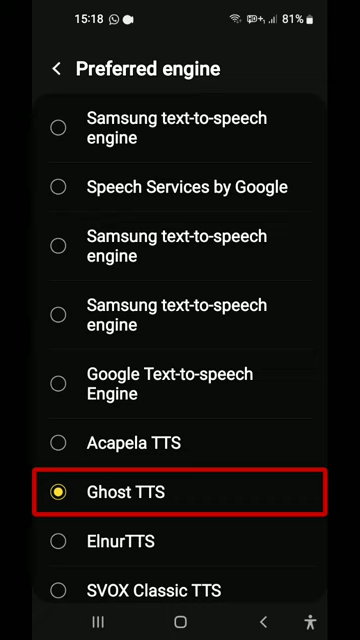 15:18 81%
Preferred engine
Samsung text-to-speech
engine
Speech Services by Google
Samsung text-to-speech
engine
Samsung text-to-speech
engine
Google Text-to-speech
Engine
Acapela TTS
Ghost TTS
ElnurTTS
SVOX Classic TTS